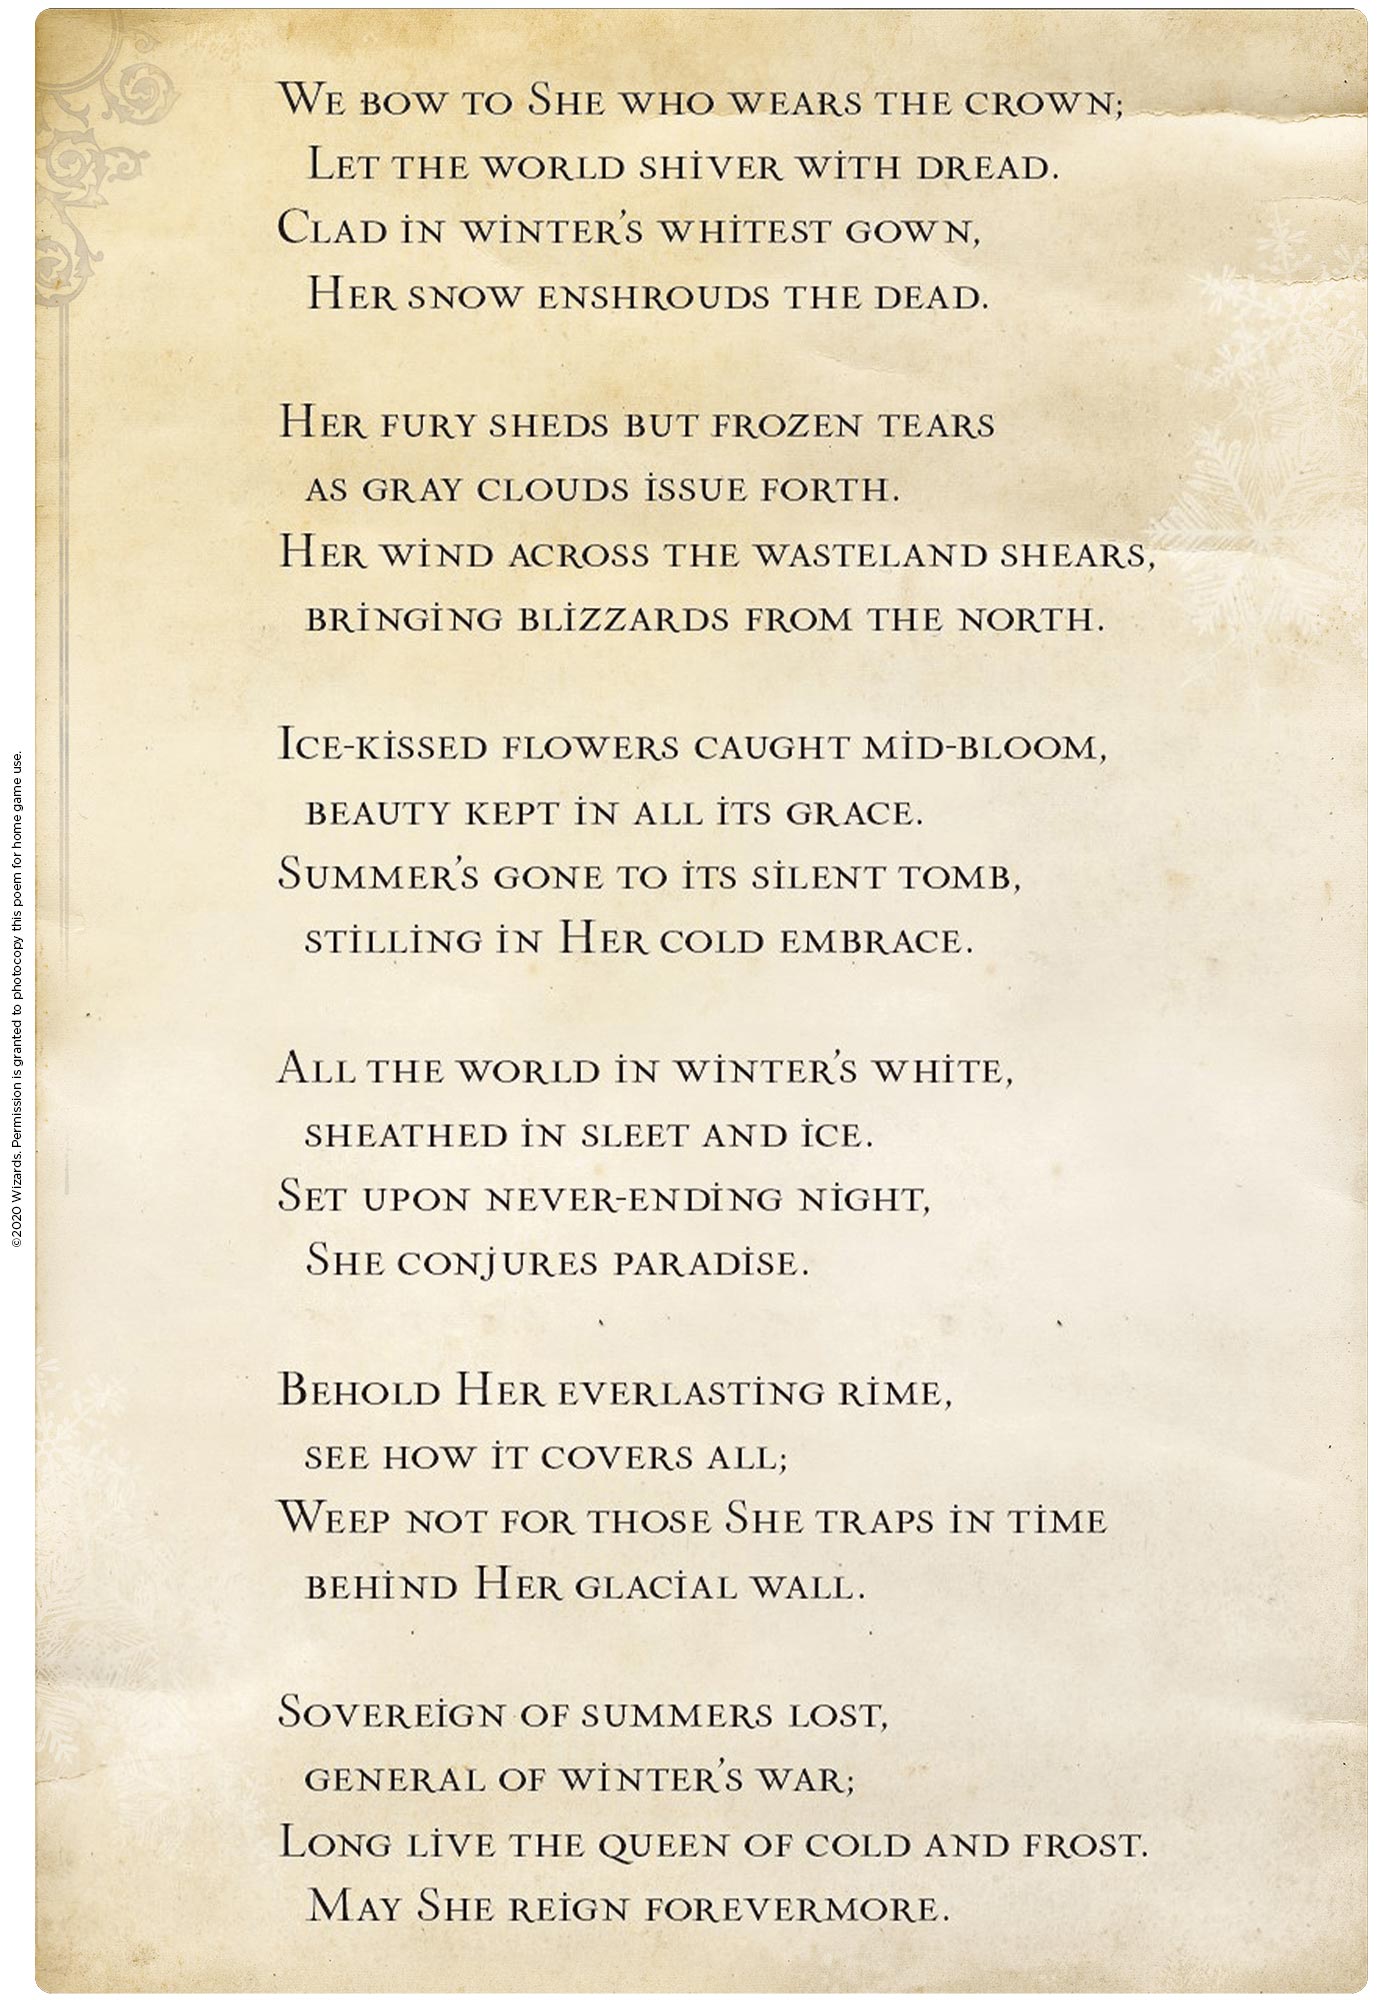 We bow to She who wears the crown;
Let the world shiver with dread.
Clad in winter's whitest gown,
Her snow enshrouds the dead.

Her fury sheds but frozen tears
as gray clouds issue forth.
Her wind across the wasteland shears,
bringing blizzards from the north.

Ice-kissed flowers caught mid-bloom,
beauty kept in all its grace.
Summer's gone to its silent tomb,
stilling in Her cold embrace.

All the world in winter's white,
sheathed in sleet and ice.
Set upon never-ending night,
She conjures paradise.

Behold Her everlasting rime,
see how it covers all;
Weep not for those She traps in time
behind Her glacial wall.

Sovereign of summers lost,
general of winter's war;
Long live the queen of cold and frost.
May She reign forevermore.

©2020 Wizards. Permission is granted to photocopy this poem for home game use.